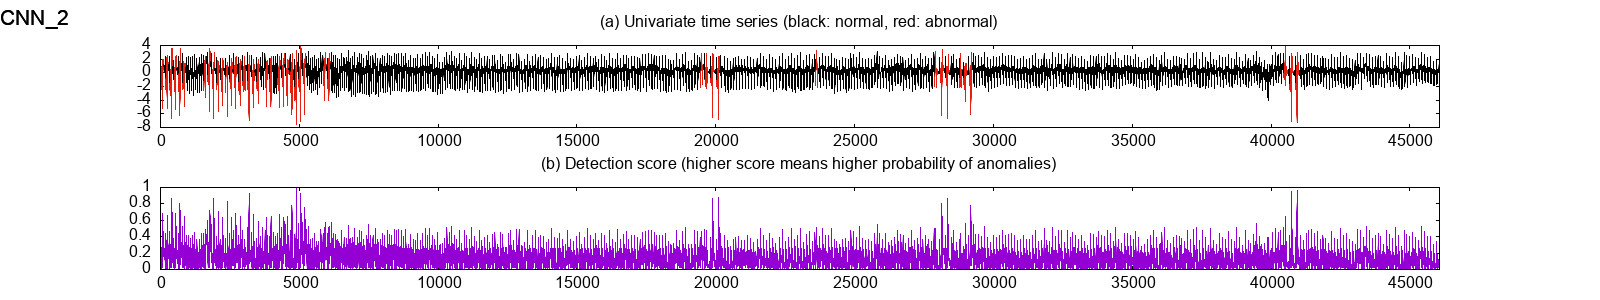 CNN_2
(a) Univariate time series (black: normal, red: abnormal)
4
2
0
-2
-4
-6
-8
0 5000 10000 15000 20000 25000 30000 35000 40000 45000
(b) Detection score (higher score means higher probability of anomalies)
1
0.8
0.6
0.4
0.2
0
0 5000 10000 15000 20000 25000 30000 35000 40000 45000